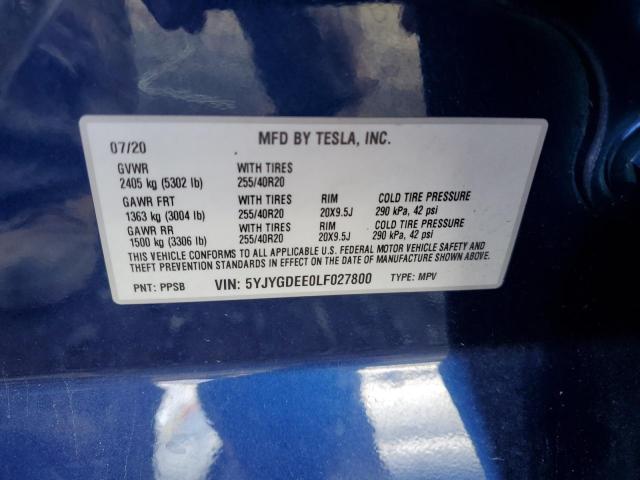 07/20 MFD BY TESLA, INC.
GVWR WITH TIRES
2405 kg (5302 lb) 255/40R20
GAWR FRT WITH TIRES RIM COLD TIRE PRESSURE
1363 kg (3004 lb) 255/40R20 20X9.5J 290 kPa, 42 psi
GAWR RR WITH TIRES RIM COLD TIRE PRESSURE
1500 kg (3306 lb) 255/40R20 20X9.5J 290 kPa, 42 psi
THIS VEHICLE CONFORMS TO ALL APPLICABLE U.S. FEDERAL MOTOR VEHICLE SAFETY AND
THEFT PREVENTION STANDARDS IN EFFECT ON THE DATE OF MANUFACTURE SHOWN ABOVE.
PNT: PPSB VIN: 5YJYGDEE0LF027800 TYPE: MPV